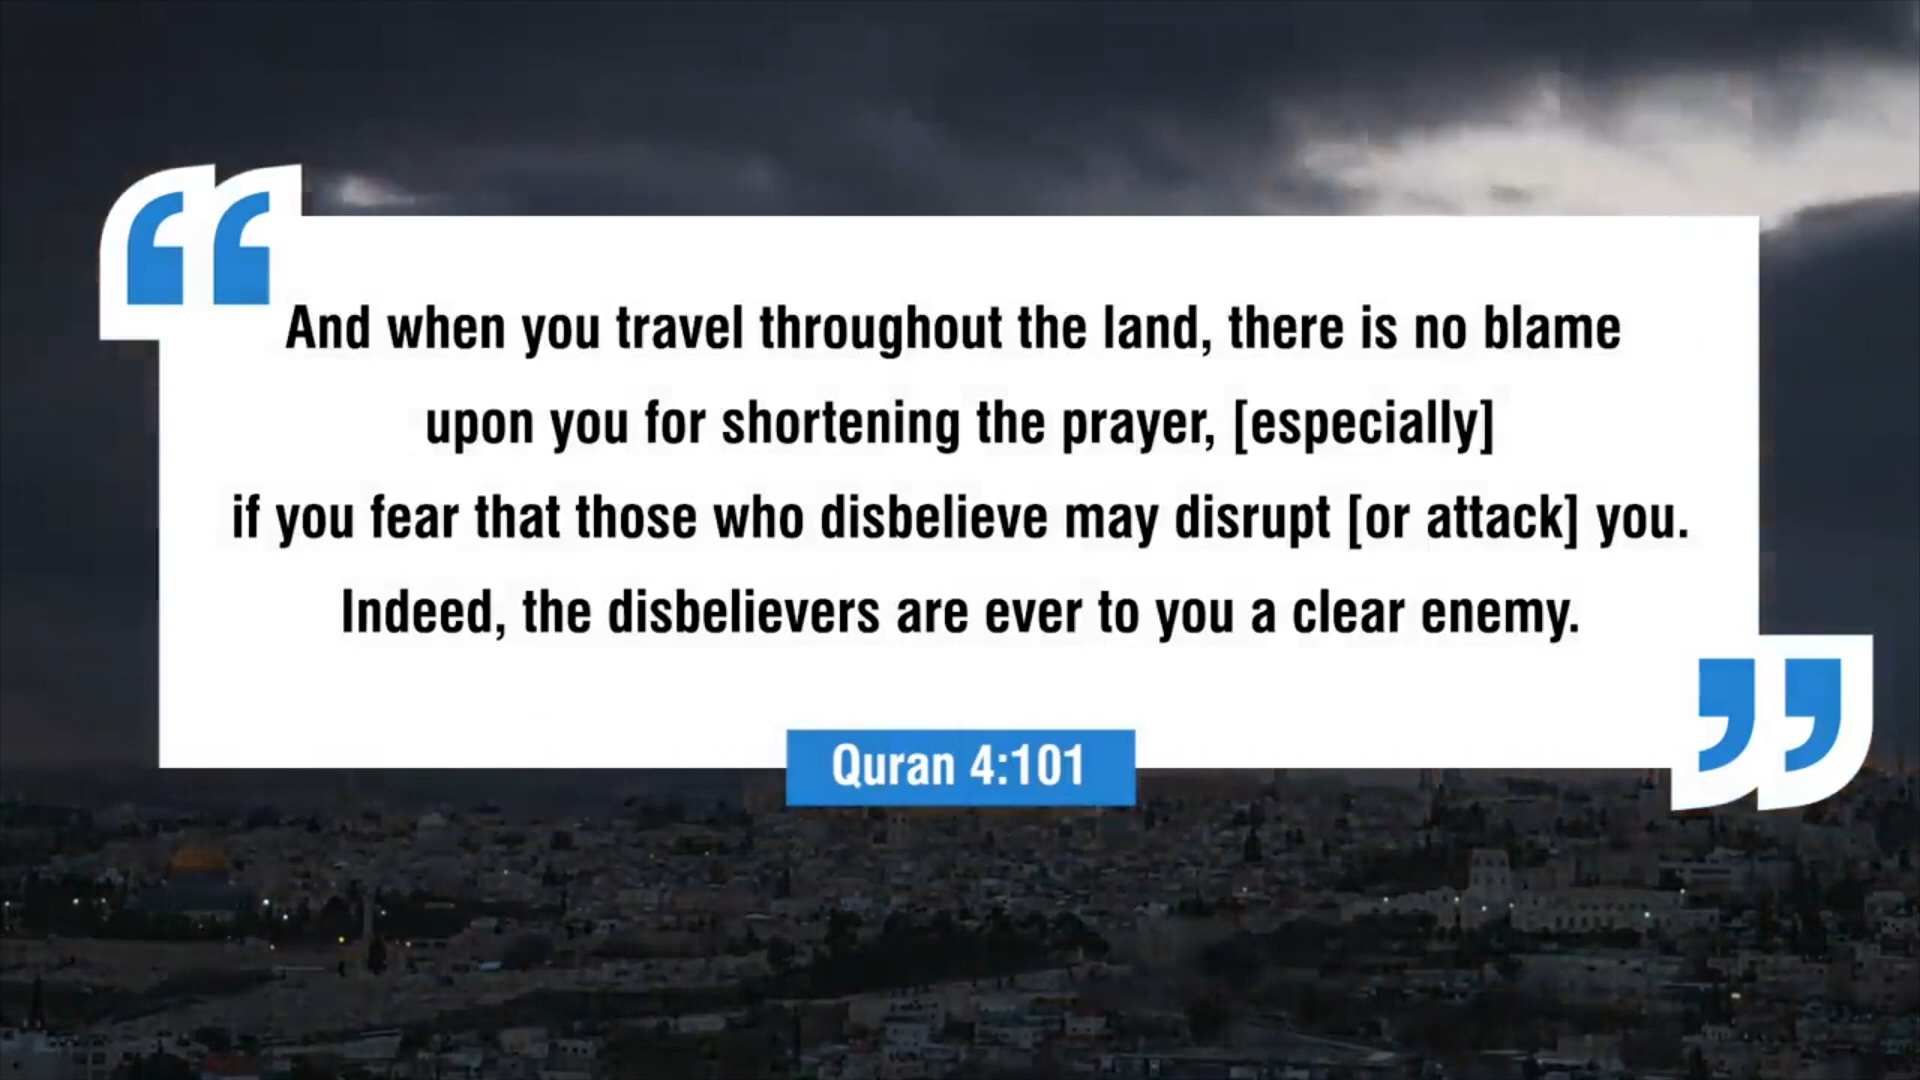 And when you travel throughout the land, there is no blame
upon you for shortening the prayer, [especially]
if you fear that those who disbelieve may disrupt [or attack] you.
Indeed, the disbelievers are ever to you a clear enemy.
Quran 4:101